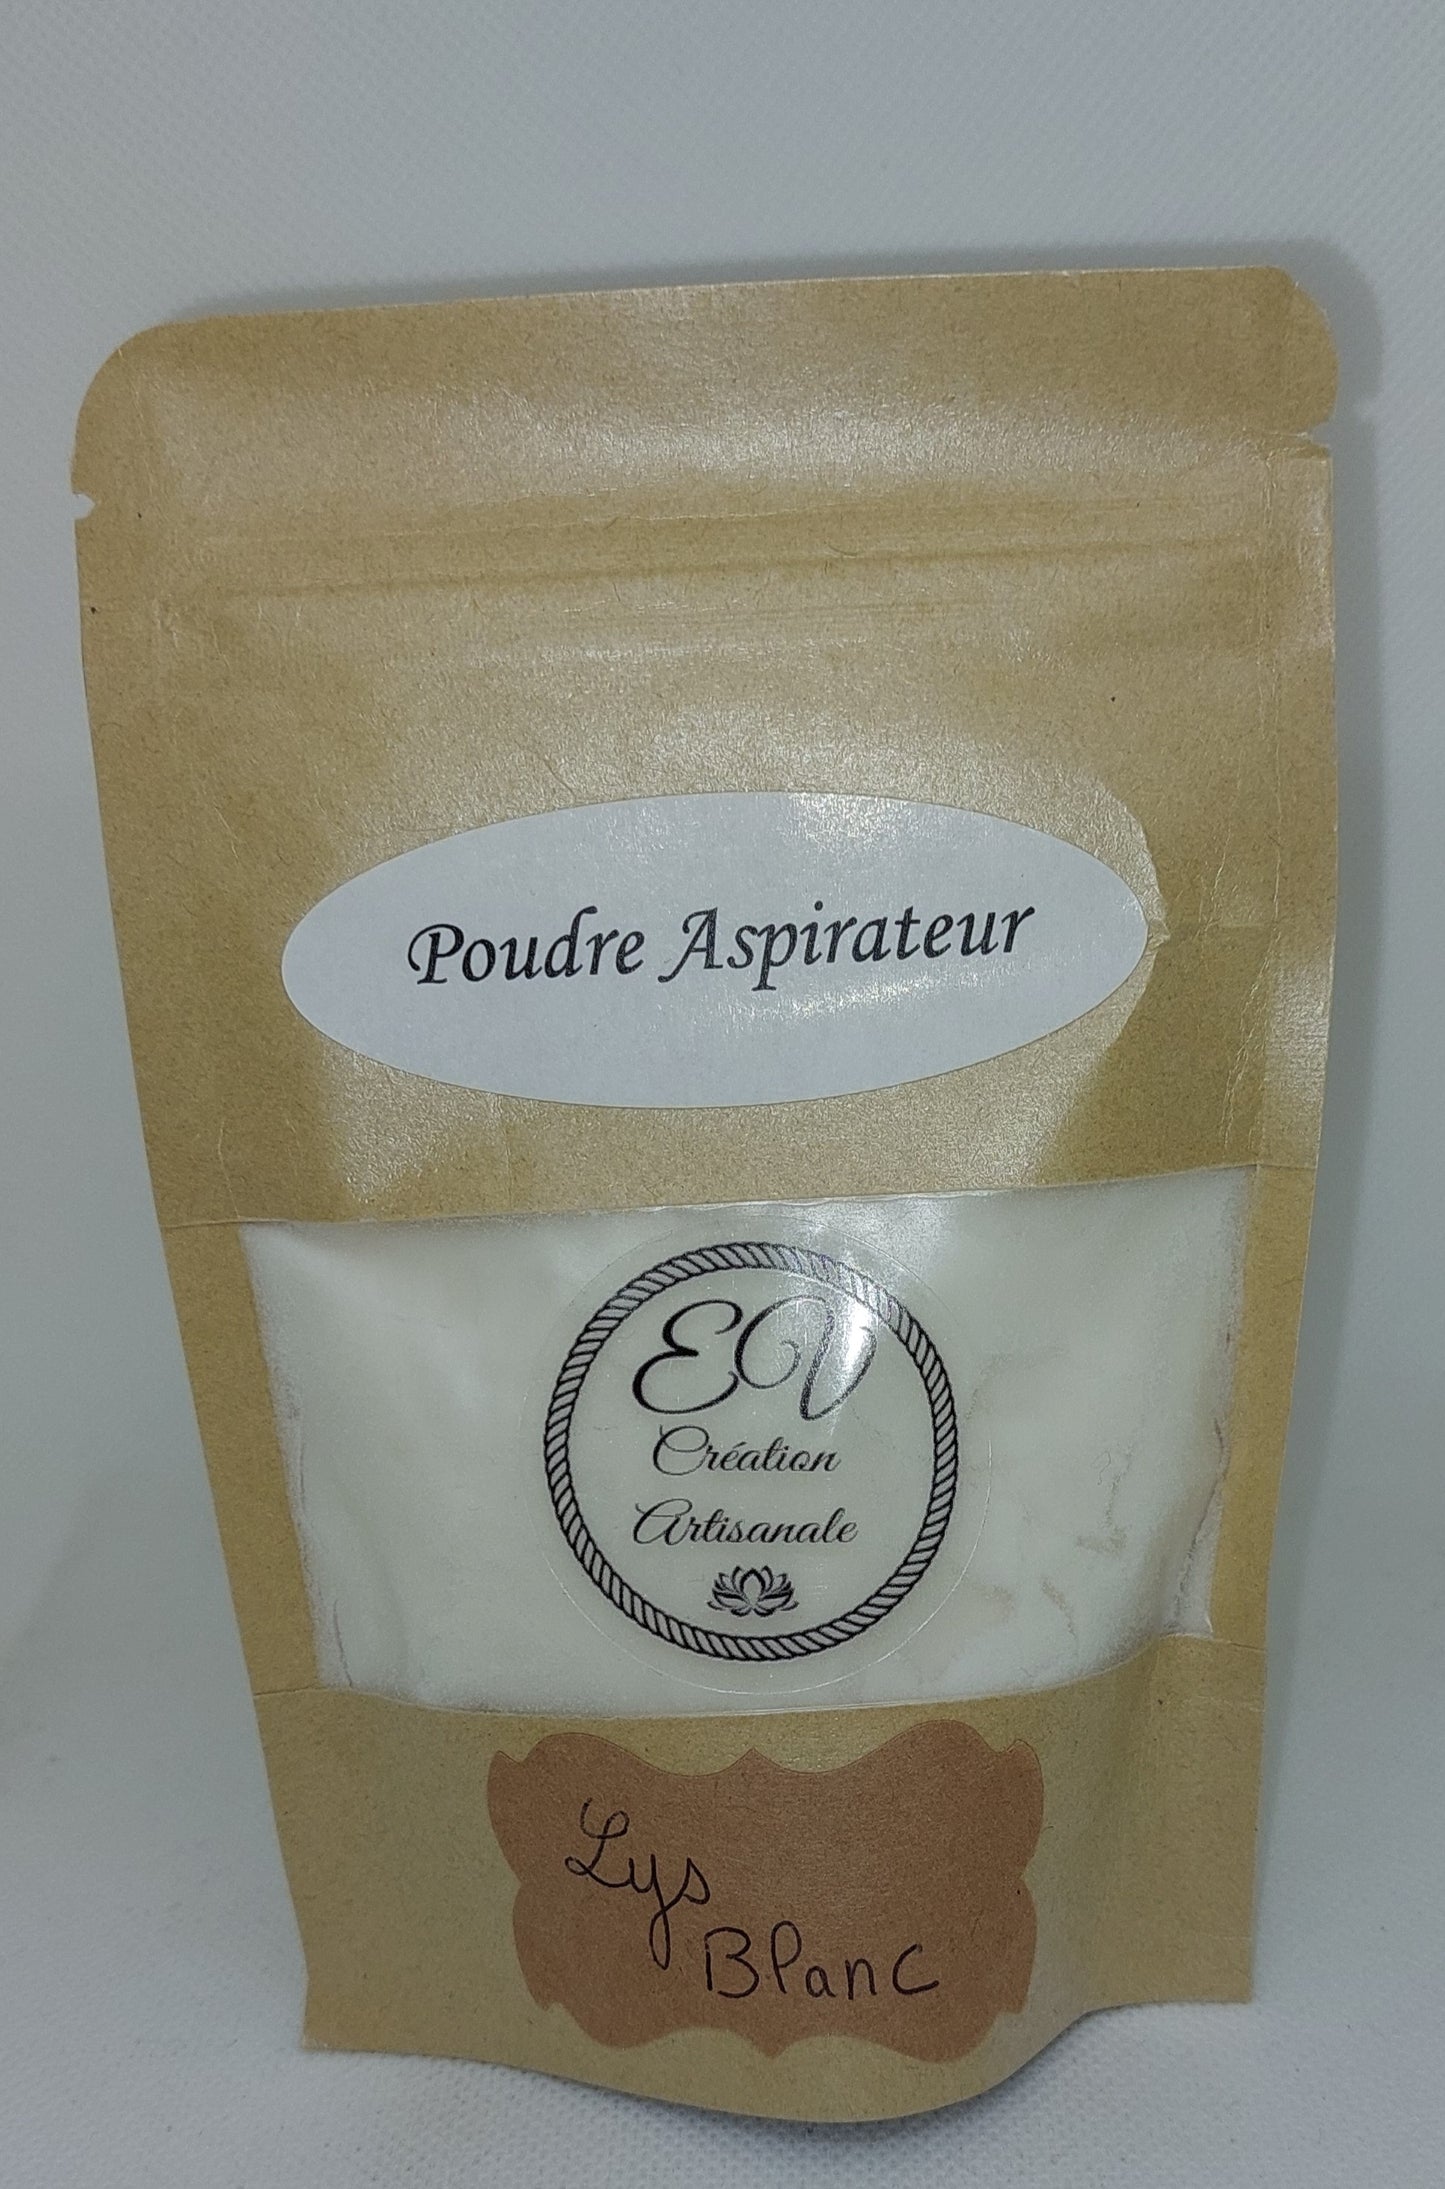 Poudre Aspirateur
EV
Création
Artisanale
Lys
Blanc